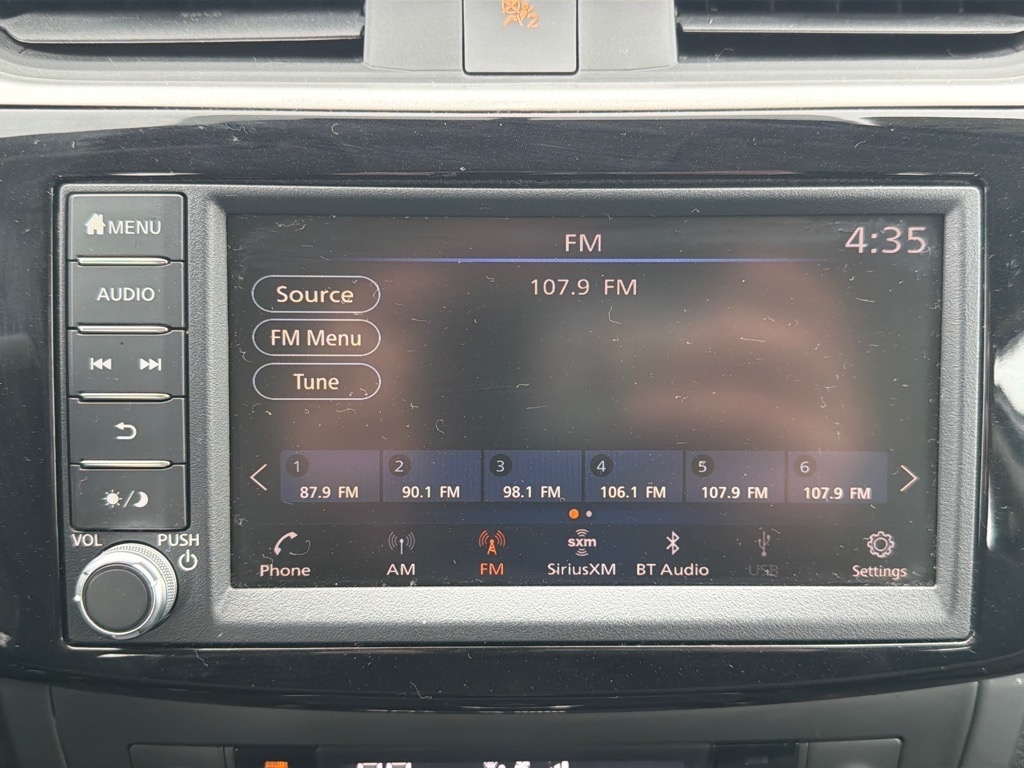 2
MENU
AUDIO
VOL PUSH
FM 4:35
107.9 FM
Source
FM Menu
Tune
1 2 3 4 5 6
87.9 FM 90.1 FM 98.1 FM 106.1 FM 107.9 FM 107.9 FM
sxm
Phone AM FM SiriusXM BT Audio USB Settings